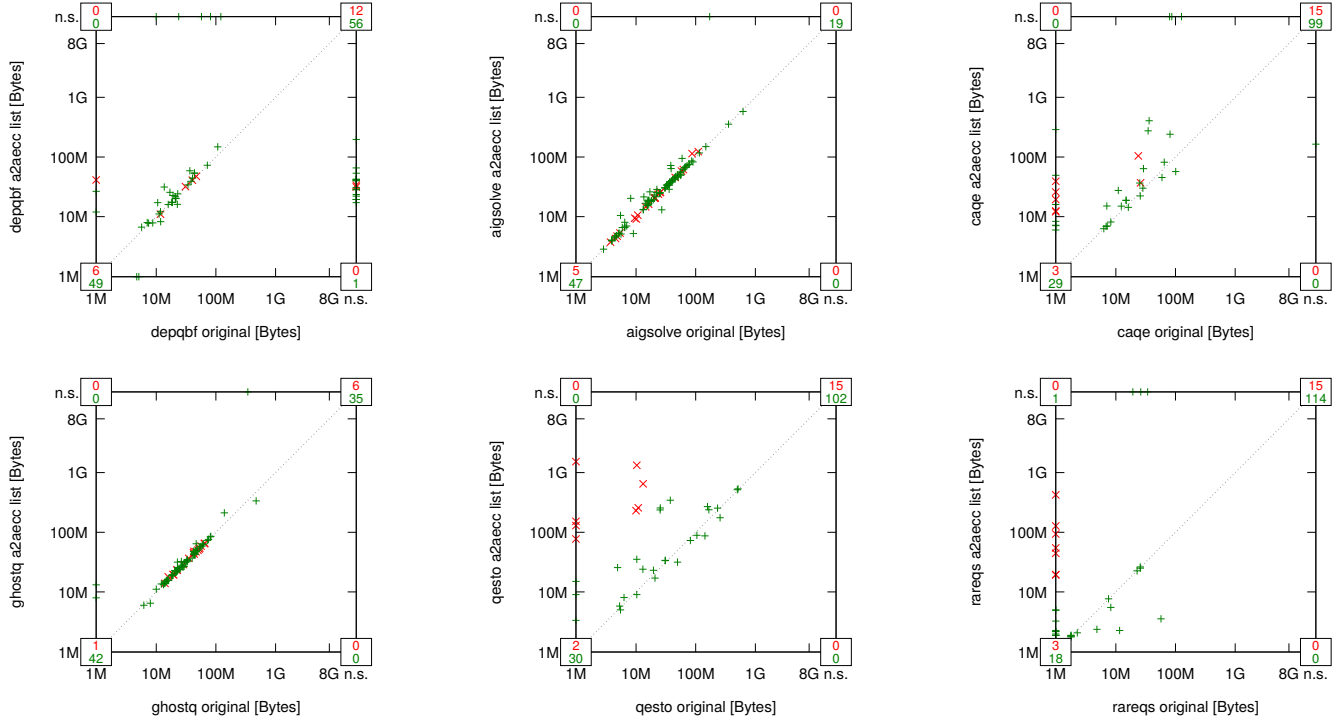 n.s.
0
0
12
56
8G
1G
100M
10M
1M
6
49
0
1
1M
10M
100M
1G
8G
n.s.
depqbf a2aecc list [Bytes]
depqbf original [Bytes]
n.s.
0
0
0
19
8G
1G
100M
10M
1M
5
47
0
0
1M
10M
100M
1G
8G
n.s.
aigsolve a2aecc list [Bytes]
aigsolve original [Bytes]
n.s.
0
0
15
99
8G
1G
100M
10M
1M
3
29
0
0
1M
10M
100M
1G
8G
n.s.
caqe a2aecc list [Bytes]
caqe original [Bytes]
n.s.
0
0
6
35
8G
1G
100M
10M
1M
1
42
0
0
1M
10M
100M
1G
8G
n.s.
ghostq a2aecc list [Bytes]
ghostq original [Bytes]
n.s.
0
0
15
102
8G
1G
100M
10M
1M
2
30
0
0
1M
10M
100M
1G
8G
n.s.
qesto a2aecc list [Bytes]
qesto original [Bytes]
n.s.
0
1
15
114
8G
1G
100M
10M
1M
3
18
0
0
1M
10M
100M
1G
8G
n.s.
rareqs a2aecc list [Bytes]
rareqs original [Bytes]